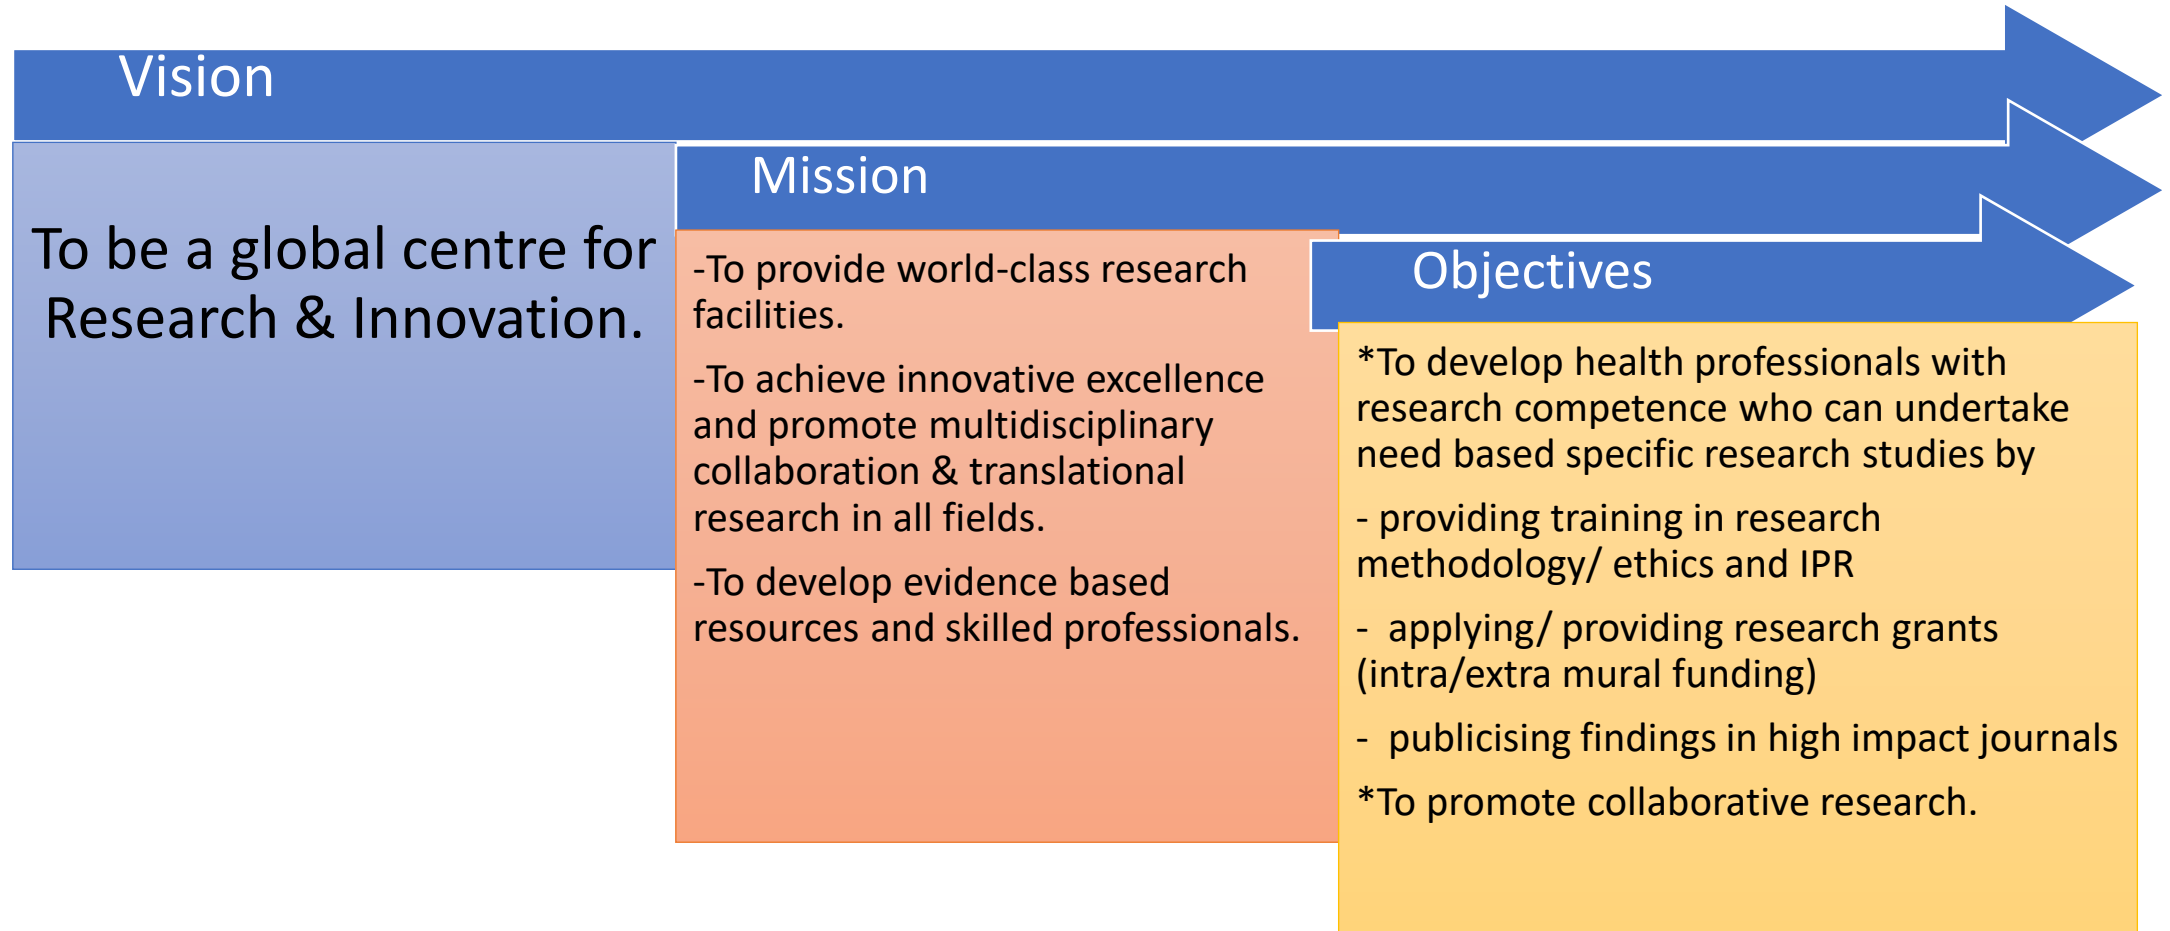 Vision
To be a global centre for
Research & Innovation.
Mission
-To provide world-class research
facilities.
-To achieve innovative excellence
and promote multidisciplinary
collaboration & translational
research in all fields.
-To develop evidence based
resources and skilled professionals.
Objectives
*To develop health professionals with
research competence who can undertake
need based specific research studies by
- providing training in research
methodology/ ethics and IPR
-  applying/ providing research grants
(intra/extra mural funding)
-  publicising findings in high impact journals
*To promote collaborative research.